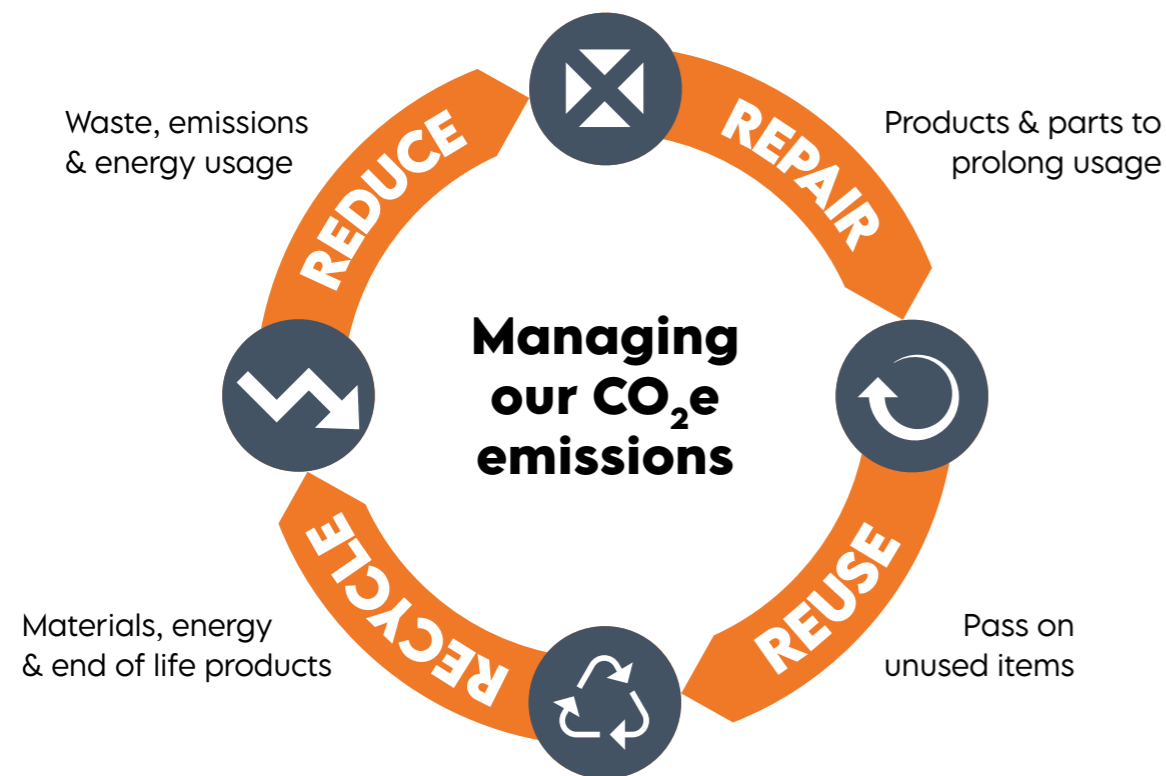 REDUCE
Waste, emissions
& energy usage
REPAIR
Products & parts to
prolong usage
Managing
our CO₂e
emissions
RECYCLE
Materials, energy
& end of life products
REUSE
Pass on
unused items